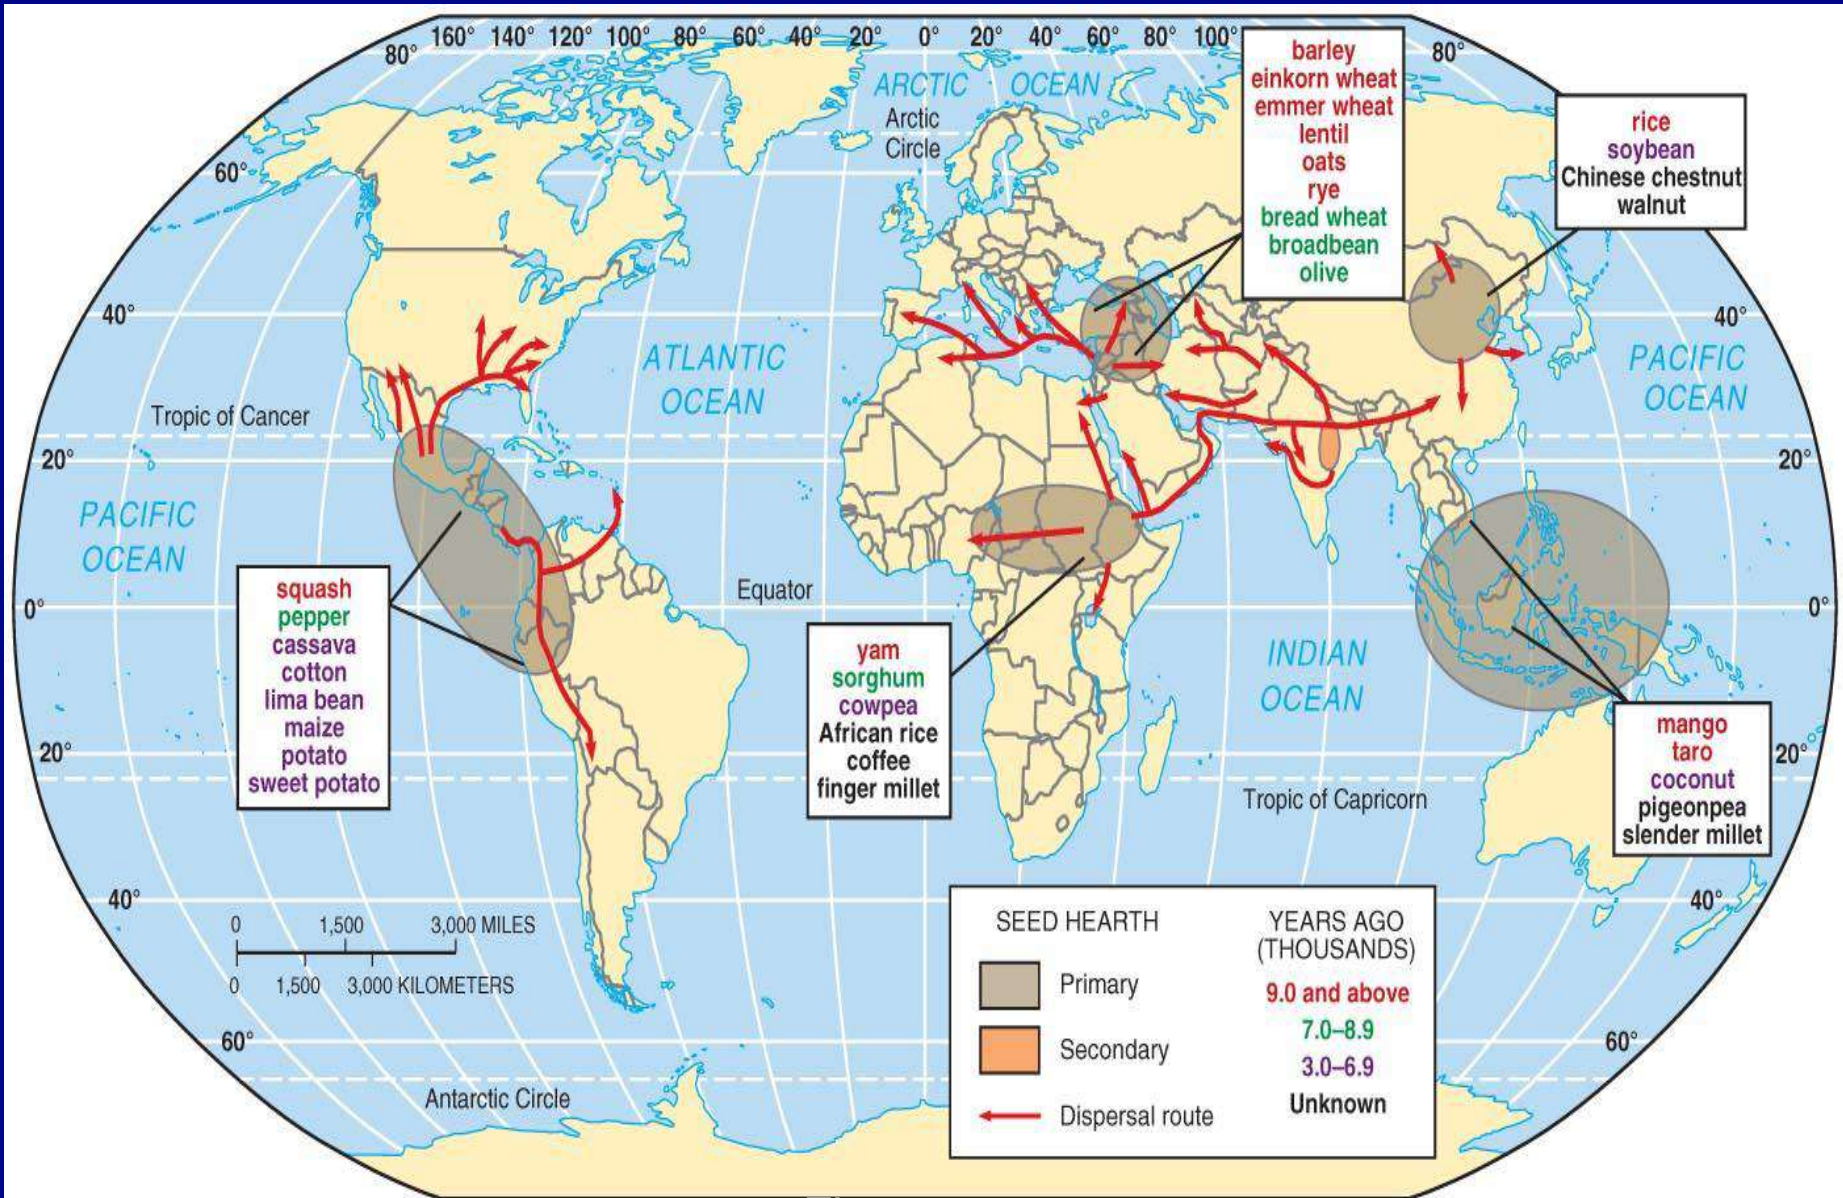 160° 140° 120° 100° 80° 60° 40° 20° 0° 20° 40° 60° 80° 100°
80°
80°
ARCTIC OCEAN
Arctic
Circle
60°
40°
40°
barley
einkorn wheat
emmer wheat
lentil
oats
rye
bread wheat
broadbean
olive
rice
soybean
Chinese chestnut
walnut
ATLANTIC
OCEAN
PACIFIC
OCEAN
Tropic of Cancer
20°
20°
PACIFIC
OCEAN
Equator
0°
0°
squash
pepper
cassava
cotton
lima bean
maize
potato
sweet potato
yam
sorghum
cowpea
African rice
coffee
finger millet
INDIAN
OCEAN
mango
taro
coconut
pigeonpea
slender millet
20°
20°
Tropic of Capricorn
40°
40°
0 1,500 3,000 MILES
0 1,500 3,000 KILOMETERS
60°
60°
Antarctic Circle
SEED HEARTH
Primary
Secondary
Dispersal route
YEARS AGO
(THOUSANDS)
9.0 and above
7.0–8.9
3.0–6.9
Unknown